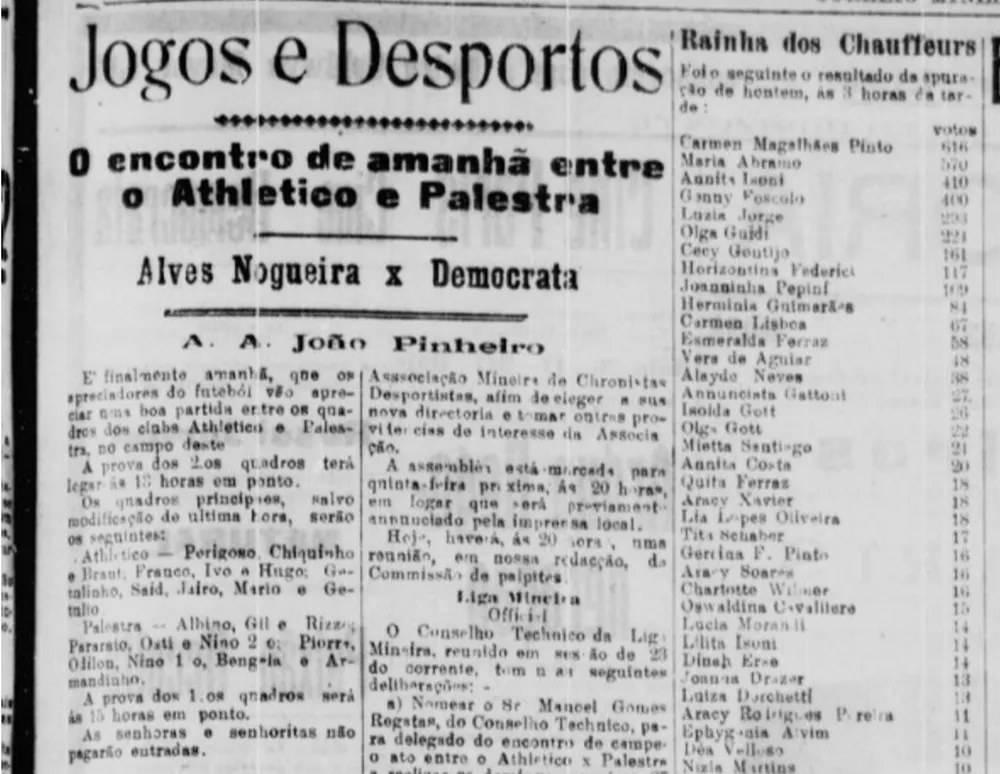 Jogos e Desportos
O encontro de amanhã entre
o Athletico e Palestra
Alves Nogueira x Democrata
A. A. João Pinheiro
E' finalmente amanhã, que os
apreciadores do futeból vão apre-
ciar uma boa partida entre os qua-
dros dos clubs Athletico e Pales-
tra, no campo deste
A prova dos 2.os quadros terá
logar ás 13 horas em ponto.
Os quadros principaes, salvo
modificação de ultima hora, serão
os seguintes:
Athletico — Perigoso, Chiquinho
e Brant; Franco, Ivo e Hugo; Ge-
tulinho, Said, Jairo, Mario e Ge-
tulio.
Palestra — Albino, Gil e Rizzo;
Pararaio, Osti e Nino 2 o; Piorra,
Odilon, Nino 1 o, Bengala e Ar-
mandinho.
A prova dos 1.os quadros será
ás 15 horas em ponto.
As senhoras e senhoritas não
pagarão entradas.
Asssociação Mineira de Chronistas
Desportistas, afim de eleger a sua
nova directoria e tomar outras pro-
videncias de interesse da Associa
ção.
A assembléa está marcada para
quinta-feira proxima, ás 20 horas,
em logar que será previament
annunciado pela imprensa local.
Hoje, haverá, ás 20 hora, uma
reunião, em nossa redacção, da
Commissão de palpites.
Liga Mineira
Official
O Conselho Technico da Lig
Mineira, reunido em sessão de 23
do corrente, tomou as seguintes
deliberações: -
a) Nomear o Sr Manoel Gomes
Regatas, do Conselho Technico, pa-
ra delegado do encontro de campe-
o ato entre o Athletico x Palestra
Rainha dos Chauffeurs
Foi o seguinte o resultado da apura-
ção de hontem, ás 3 horas da tar-
de:
votos
Carmen Magalhães Pinto 616
Maria Abramo 570
Annita Isoni 410
Genny Foscolo 400
Luzia Jorge
Olga Guidi 224
Cecy Goutijo 161
Horizontina Federici 117
Joanninha Pepini 109
Herminia Guimarães 84
Carmen Lisboa 67
Esmeralda Ferraz 58
Vera de Aguiar 48
Alayde Neves 38
Annunciata Gattoni 27
Isolda Gott 26
Olga Gott 22
Mietta Santiago 21
Annita Costa 20
Quita Ferraz 18
Aracy Xavier 18
Lia Lopes Oliveira 18
Tita Schaber 17
Gercina F. Pinto 16
Aracy Soares 16
Charlotte 16
Oswaldina Cavalliere 15
Lucia Morandi 14
Lilita Isoni 14
Dinah Erse 14
Joanna Drazer 13
Luiza Dorchetti 13
Aracy Rodrigues Pereira 11
Ephygenia Alvim 11
Déa Velloso 10
Nizia Martins 10